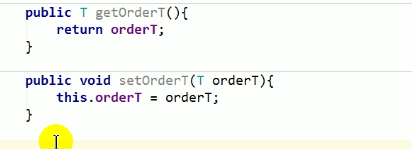 public T getOrderT(){
return orderT;
}
public void setOrderT(T orderT){
this.orderT = orderT;
}